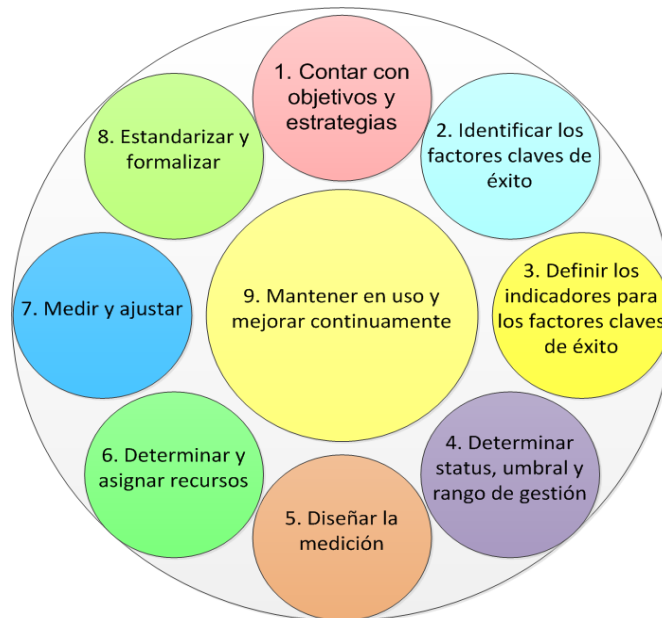 1. Contar con
objetivos y
estrategias
2. Identificar los
factores claves de
éxito
3. Definir los
indicadores para
los factores claves
de éxito
4. Determinar
status, umbral y
rango de gestión
5. Diseñar la
medición
6. Determinar y
asignar recursos
7. Medir y ajustar
8. Estandarizar y
formalizar
9. Mantener en uso y
mejorar continuamente